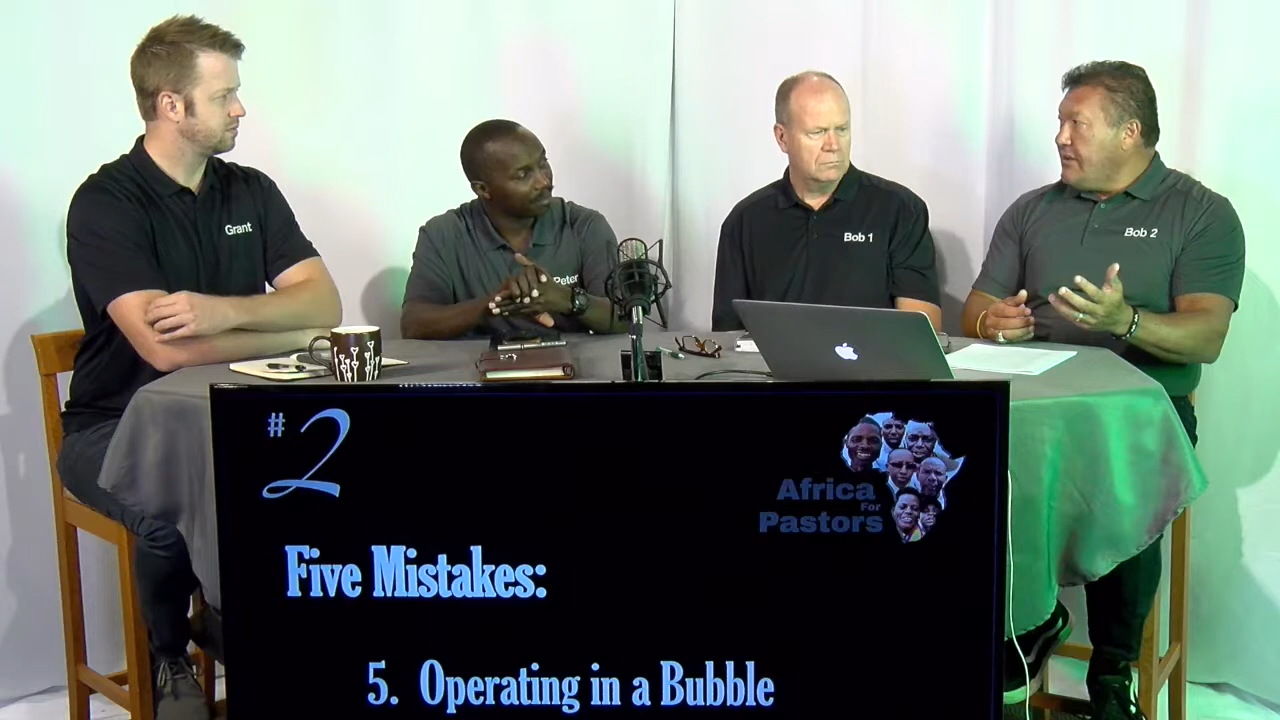 Grant
Peter
Bob 1
Bob 2
#2
Africa
For
Pastors
Five Mistakes:
5. Operating in a Bubble